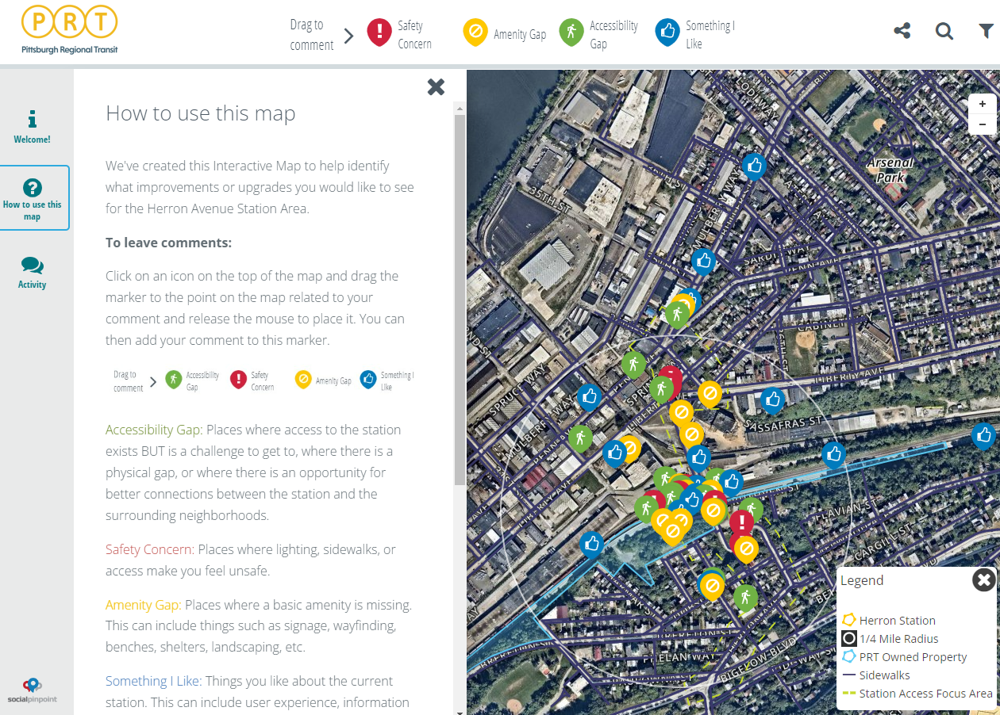 PRT
Pittsburgh Regional Transit
Drag to
comment
Safety
Concern
Amenity Gap
Accessibility
Gap
Something I
Like
Welcome!
How to use this
map
Activity
socialpinpoint
How to use this map
We've created this Interactive Map to help identify
what improvements or upgrades you would like to see
for the Herron Avenue Station Area.
To leave comments:
Click on an icon on the top of the map and drag the
marker to the point on the map related to your
comment and release the mouse to place it. You can
then add your comment to this marker.
Drag to
comment
Accessibility
Gap
Safety
Concern
Amenity Gap
Something I
Like
Accessibility Gap: Places where access to the station
exists BUT is a challenge to get to, where there is a
physical gap, or where there is an opportunity for
better connections between the station and the
surrounding neighborhoods.
Safety Concern: Places where lighting, sidewalks, or
access make you feel unsafe.
Amenity Gap: Places where a basic amenity is missing.
This can include things such as signage, wayfinding,
benches, shelters, landscaping, etc.
Something I Like: Things you like about the current
station. This can include user experience, information
+
−
Arsenal
Park
35TH ST
SARDIS WAY
PENN AVE
LIBERTY AVE
SPRUCE WAY
MULBERRY WAY
LIBERTY AVE
SASSAFRAS ST
FLAVIAN ST
CARGILL ST
BRERETON ST
PHELAN WAY
BIGELOW BLVD
Legend
Herron Station
1/4 Mile Radius
PRT Owned Property
Sidewalks
Station Access Focus Area